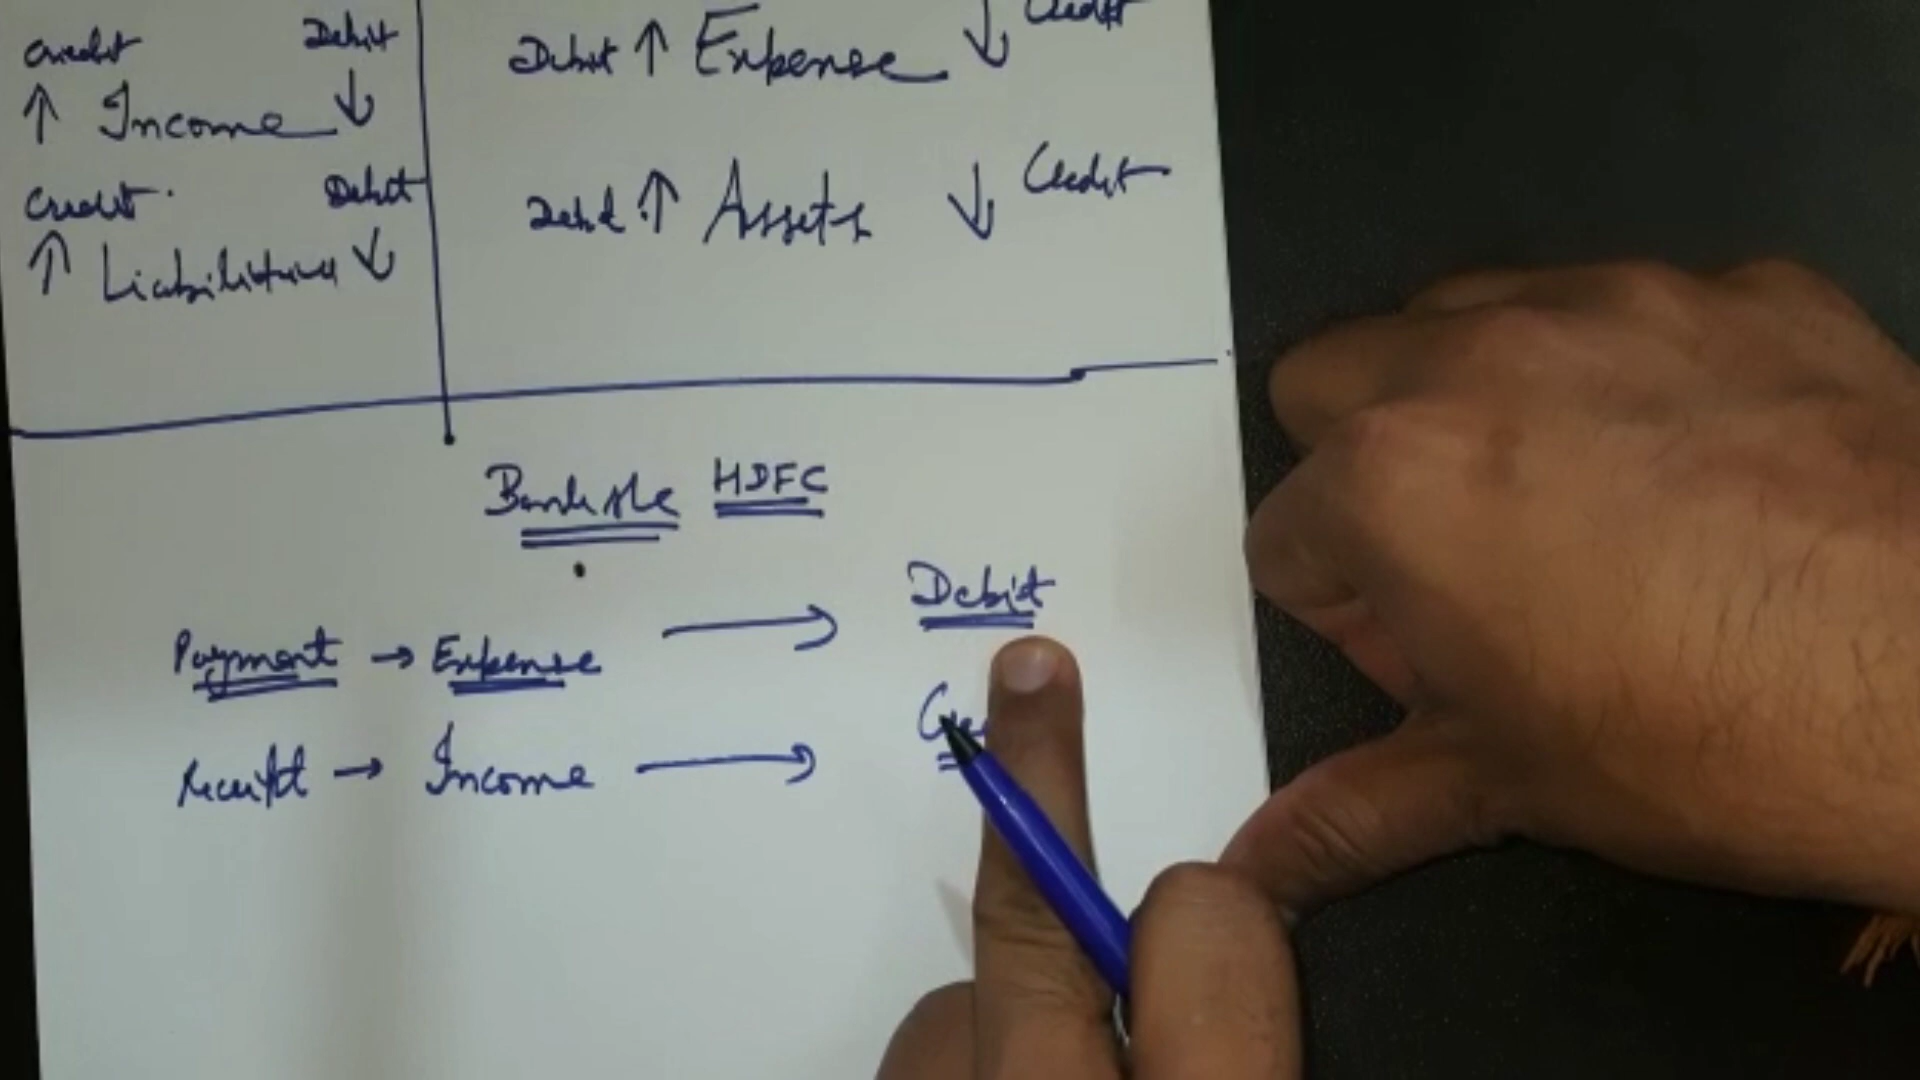 Credit Debit
↑ Income ↓
Credit Debit
↑ Liabilities ↓
Credit
Debit ↑ Expense ↓
Debit ↑ Assets ↓ Credit
Bank HDFC
Payment → Expense → Debit
Receipt → Income →